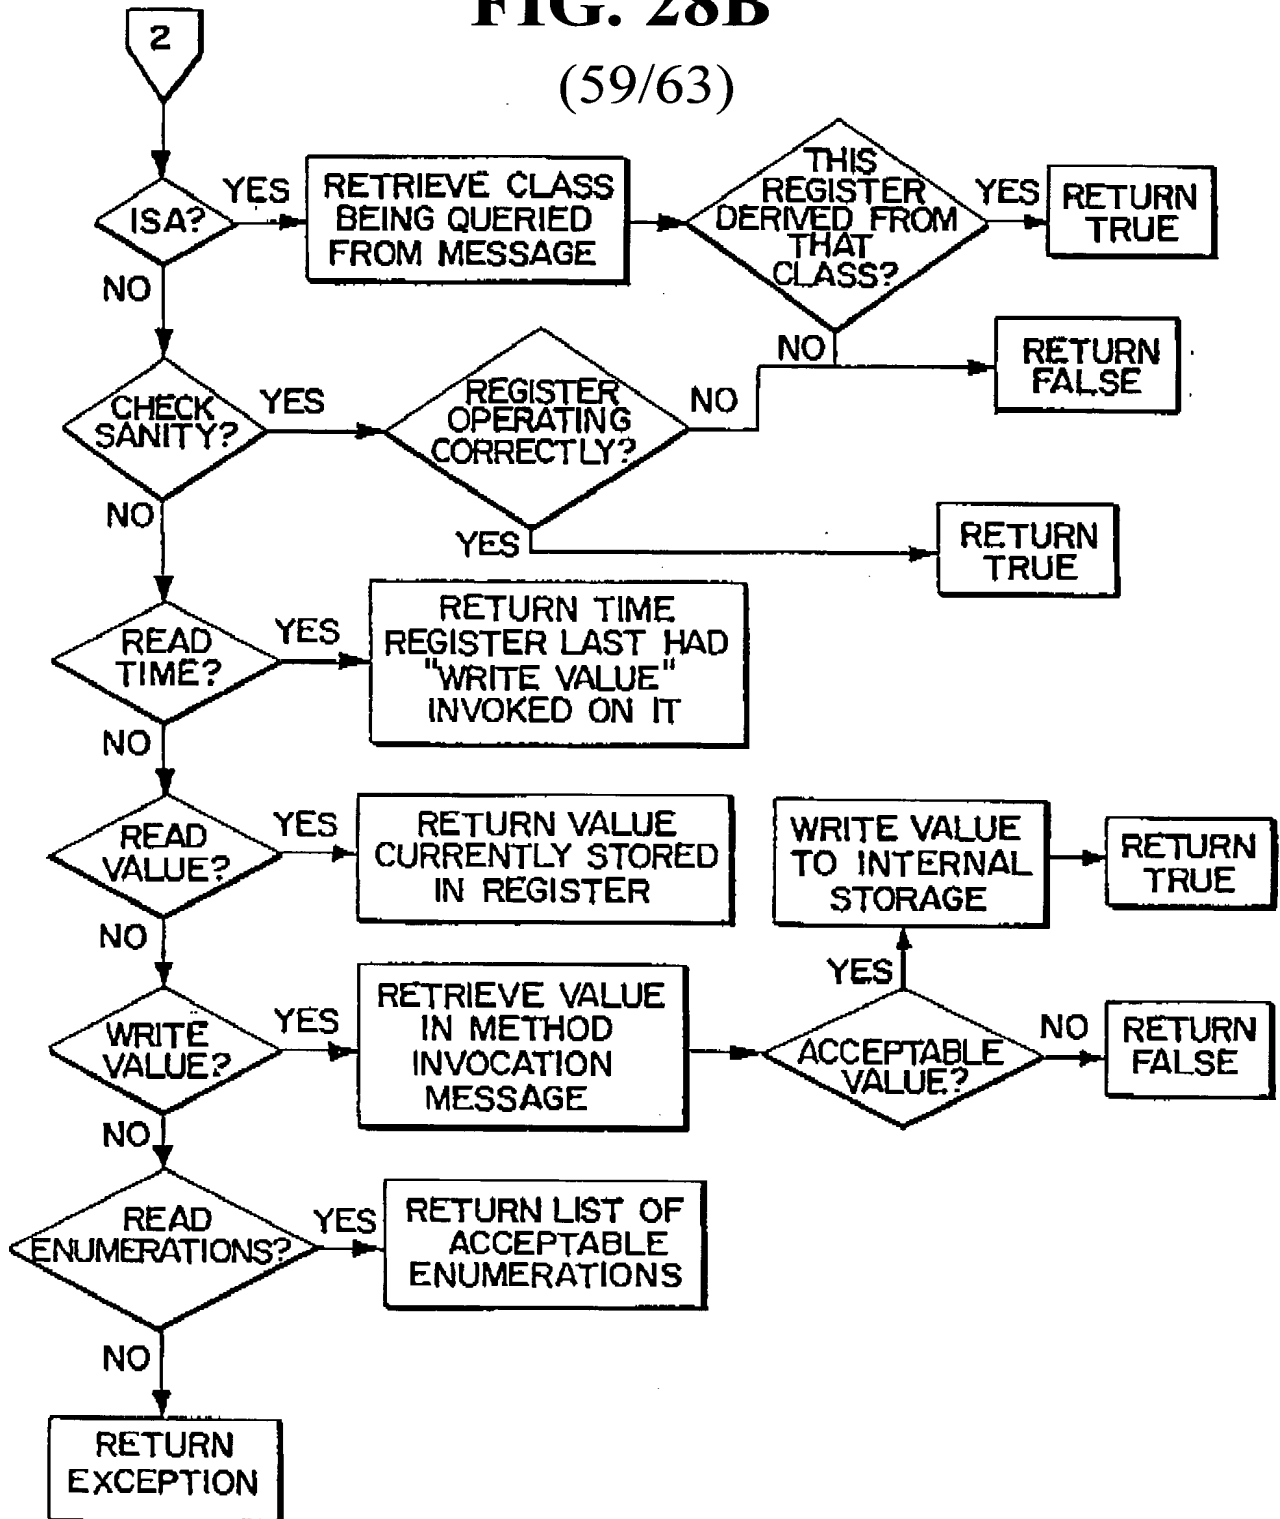 FIG. 28B
(59/63)
2
ISA?
YES
RETRIEVE CLASS
BEING QUERIED
FROM MESSAGE
THIS
REGISTER
DERIVED FROM
THAT
CLASS?
YES
RETURN
TRUE
NO
NO
RETURN
FALSE
CHECK
SANITY?
YES
REGISTER
OPERATING
CORRECTLY?
NO
YES
RETURN
TRUE
NO
READ
TIME?
YES
RETURN TIME
REGISTER LAST HAD
"WRITE VALUE"
INVOKED ON IT
NO
READ
VALUE?
YES
RETURN VALUE
CURRENTLY STORED
IN REGISTER
WRITE VALUE
TO INTERNAL
STORAGE
RETURN
TRUE
NO
WRITE
VALUE?
YES
RETRIEVE VALUE
IN METHOD
INVOCATION
MESSAGE
YES
ACCEPTABLE
VALUE?
NO
RETURN
FALSE
NO
READ
ENUMERATIONS?
YES
RETURN LIST OF
ACCEPTABLE
ENUMERATIONS
NO
RETURN
EXCEPTION